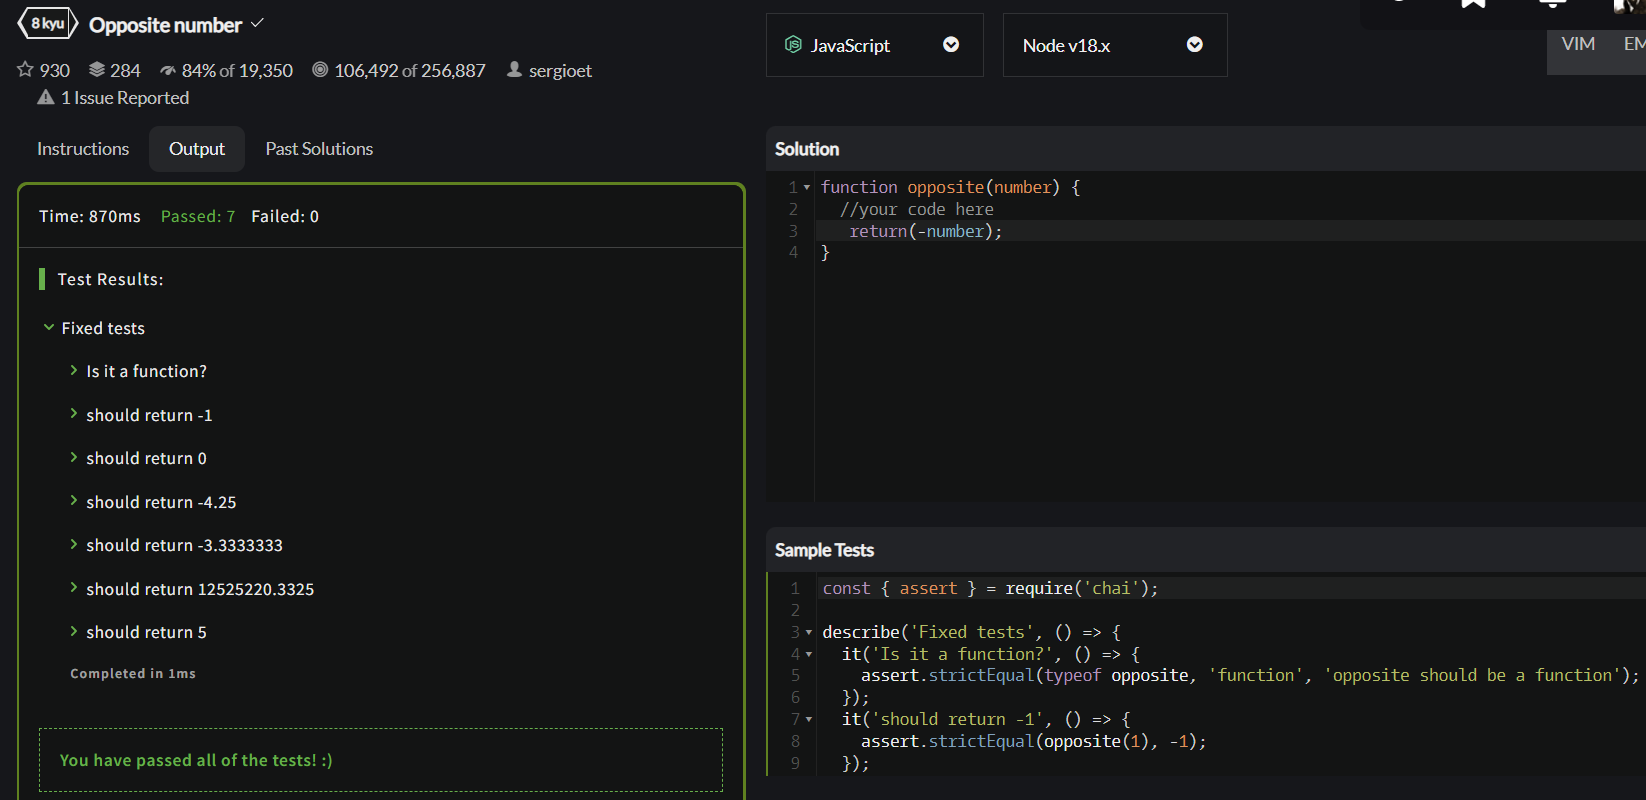 8 kyu Opposite number
930 284 84% of 19,350 106,492 of 256,887 sergioet
1 Issue Reported
Instructions Output Past Solutions
Time: 870ms Passed: 7 Failed: 0
Test Results:
Fixed tests
Is it a function?
should return -1
should return 0
should return -4.25
should return -3.3333333
should return 12525220.3325
should return 5
Completed in 1ms
You have passed all of the tests! :)
JavaScript Node v18.x
VIM
Solution
1 function opposite(number) {
2 //your code here
3 return(-number);
4 }
Sample Tests
1 const { assert } = require('chai');
2
3 describe('Fixed tests', () => {
4 it('Is it a function?', () => {
5 assert.strictEqual(typeof opposite, 'function', 'opposite should be a function');
6 });
7 it('should return -1', () => {
8 assert.strictEqual(opposite(1), -1);
9 });